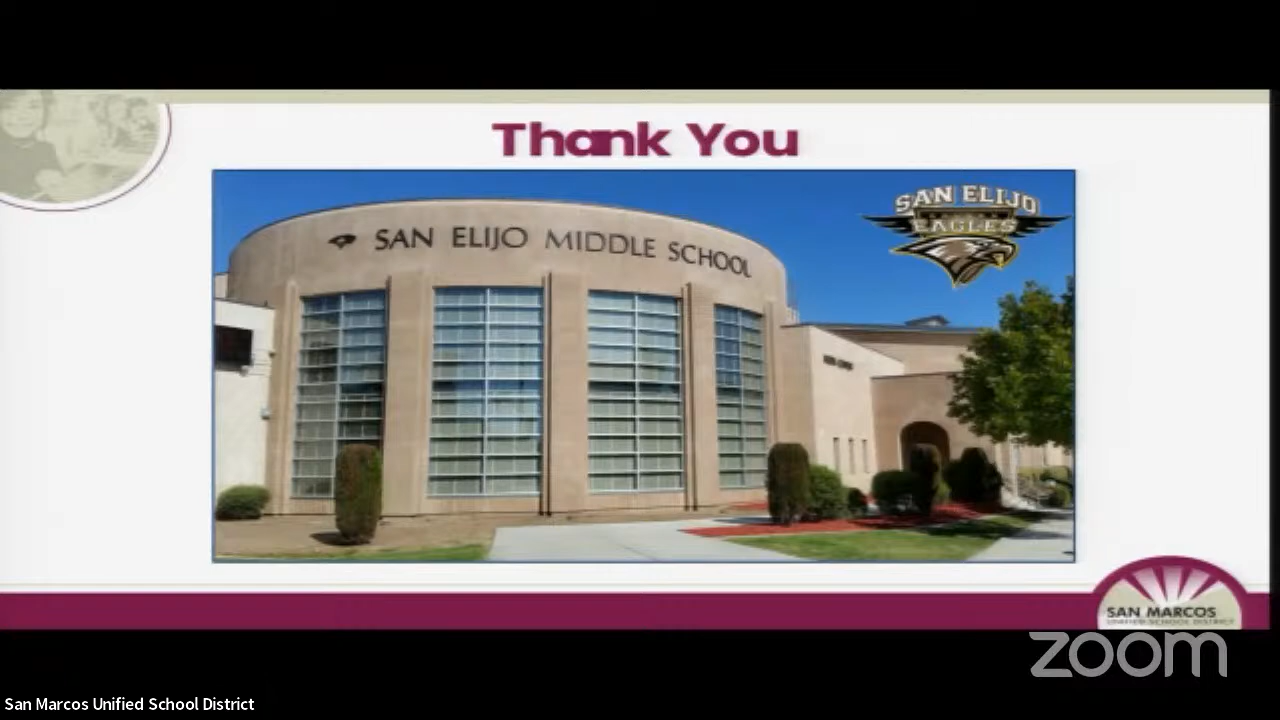 Thank You
SAN ELIJO
EAGLES
SAN ELIJO MIDDLE SCHOOL
SAN MARCOS
UNIFIED SCHOOL DISTRICT
zoom
San Marcos Unified School District